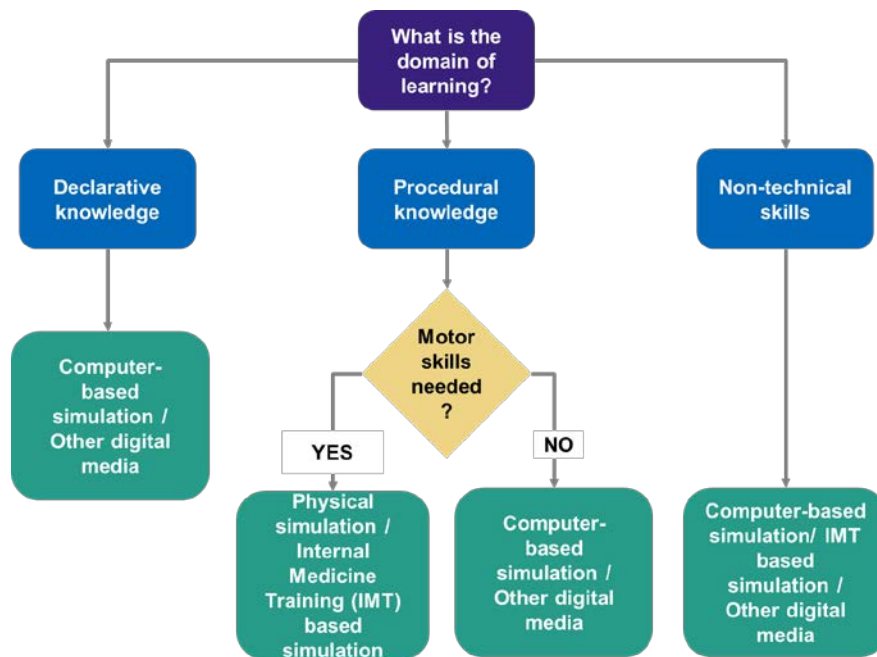 What is the
domain of
learning?
Declarative
knowledge
Procedural
knowledge
Non-technical
skills
Motor
skills
needed
?
YES
NO
Computer-
based
simulation /
Other digital
media
Physical
simulation /
Internal
Medicine
Training (IMT)
based
simulation
Computer-
based
simulation /
Other digital
media
Computer-based
simulation/ IMT
based
simulation /
Other digital
media